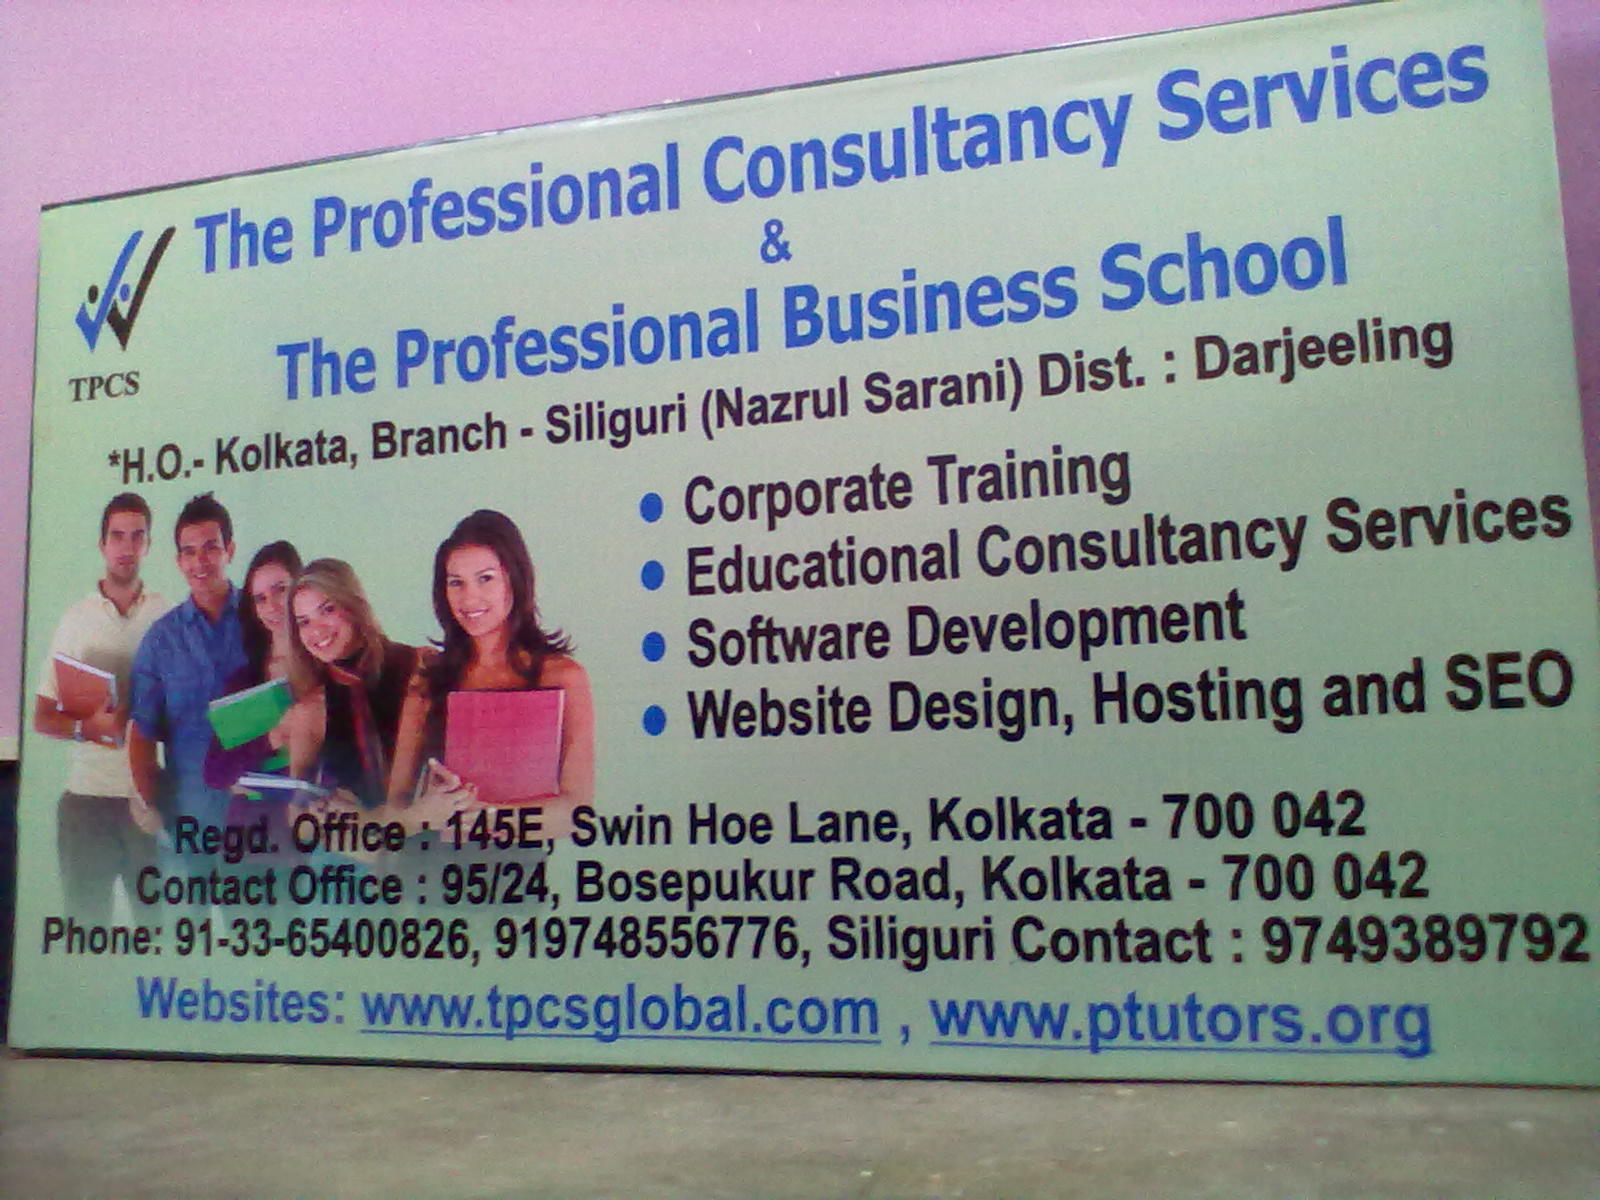 The Professional Consultancy Services
&
The Professional Business School
TPCS
*H.O.- Kolkata, Branch - Siliguri (Nazrul Sarani) Dist. : Darjeeling
• Corporate Training
• Educational Consultancy Services
• Software Development
• Website Design, Hosting and SEO
Regd. Office : 145E, Swin Hoe Lane, Kolkata - 700 042
Contact Office : 95/24, Bosepukur Road, Kolkata - 700 042
Phone: 91-33-65400826, 919748556776, Siliguri Contact : 9749389792
Websites: www.tpcsglobal.com , www.ptutors.org